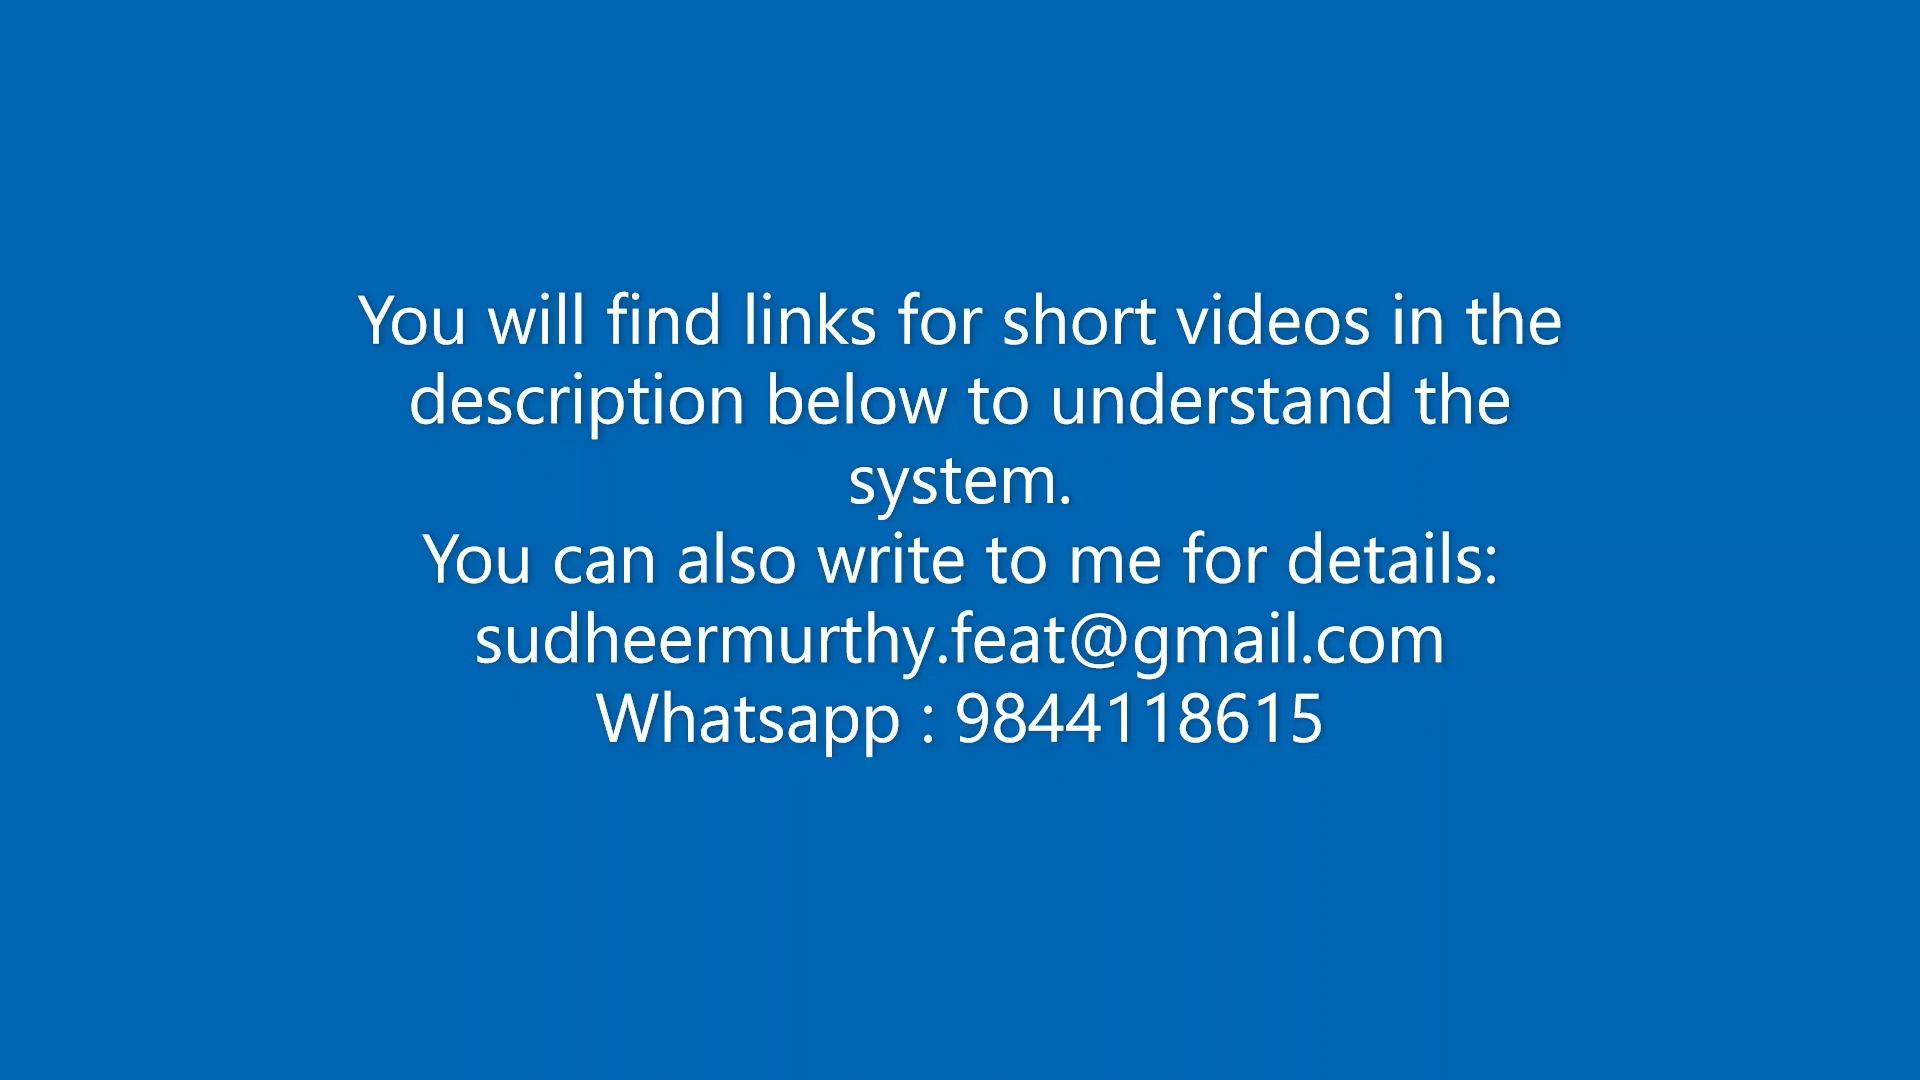 You will find links for short videos in the
description below to understand the
system.
You can also write to me for details:
sudheermurthy.feat@gmail.com
Whatsapp : 9844118615